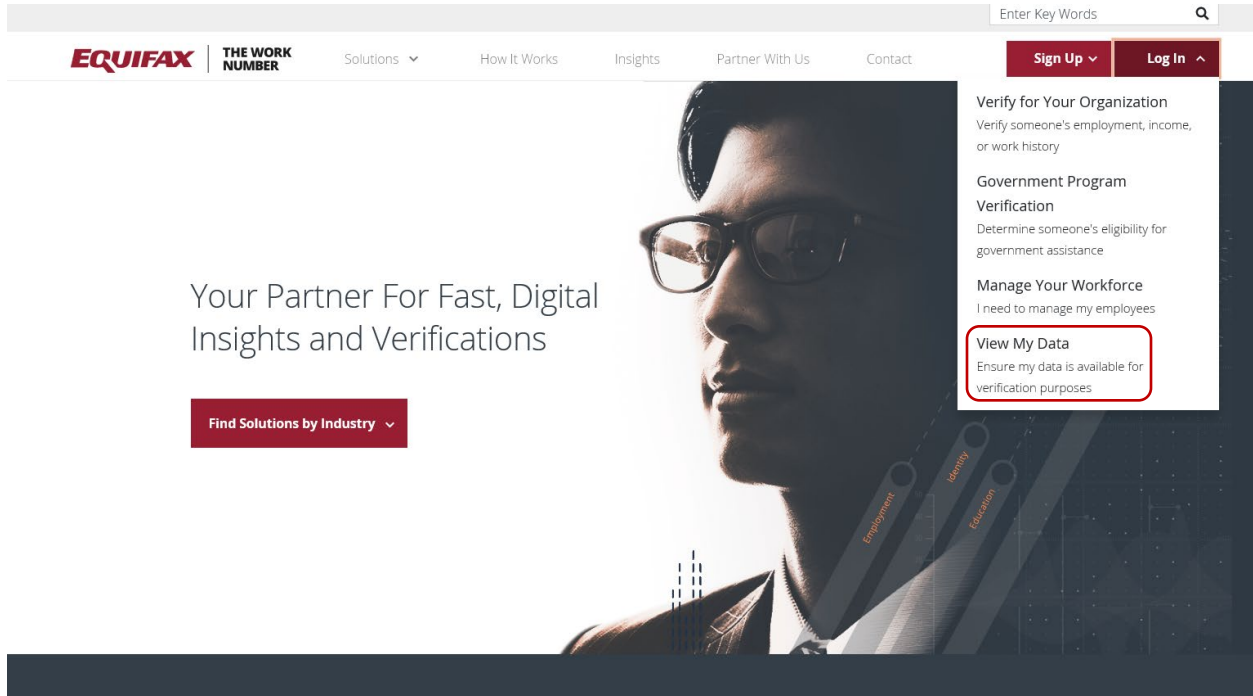 Enter Key Words
EQUIFAX
THE WORK
NUMBER
Solutions
How It Works
Insights
Partner With Us
Contact
Sign Up
Log In
Verify for Your Organization
Verify someone's employment, income,
or work history
Government Program
Verification
Determine someone's eligibility for
government assistance
Manage Your Workforce
I need to manage my employees
View My Data
Ensure my data is available for
verification purposes
Your Partner For Fast, Digital
Insights and Verifications
Find Solutions by Industry
Employment
Identity
Education